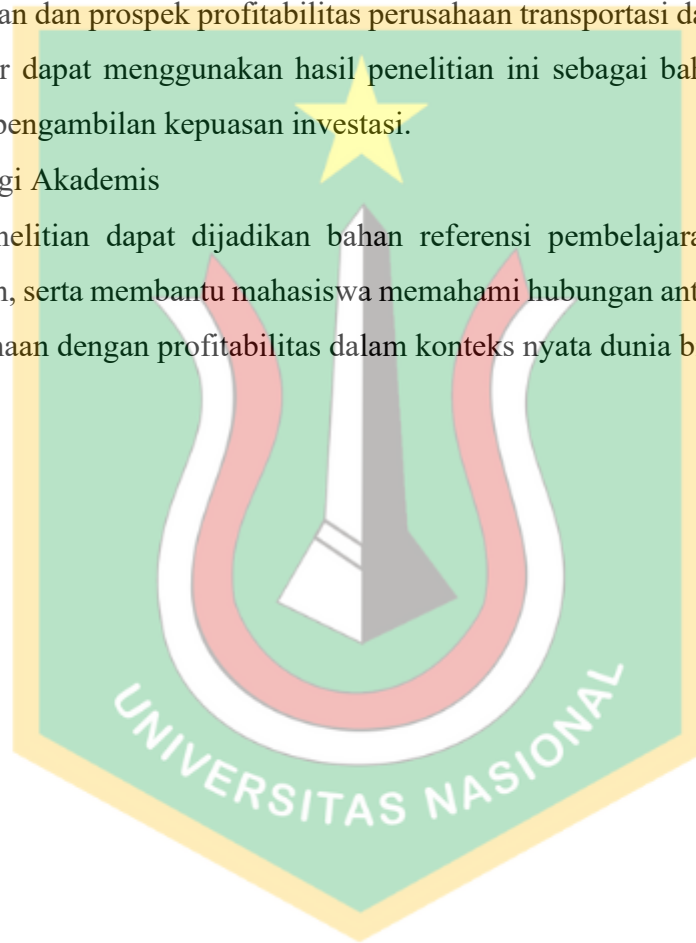 an dan prospek profitabilitas perusahaan transportasi da
r dapat menggunakan hasil penelitian ini sebagai bah
pengambilan kepuasan investasi.
gi Akademis
nelitian dapat dijadikan bahan referensi pembelajara
n, serta membantu mahasiswa memahami hubungan ant
naan dengan profitabilitas dalam konteks nyata dunia b
UNIVERSITAS NASIONAL